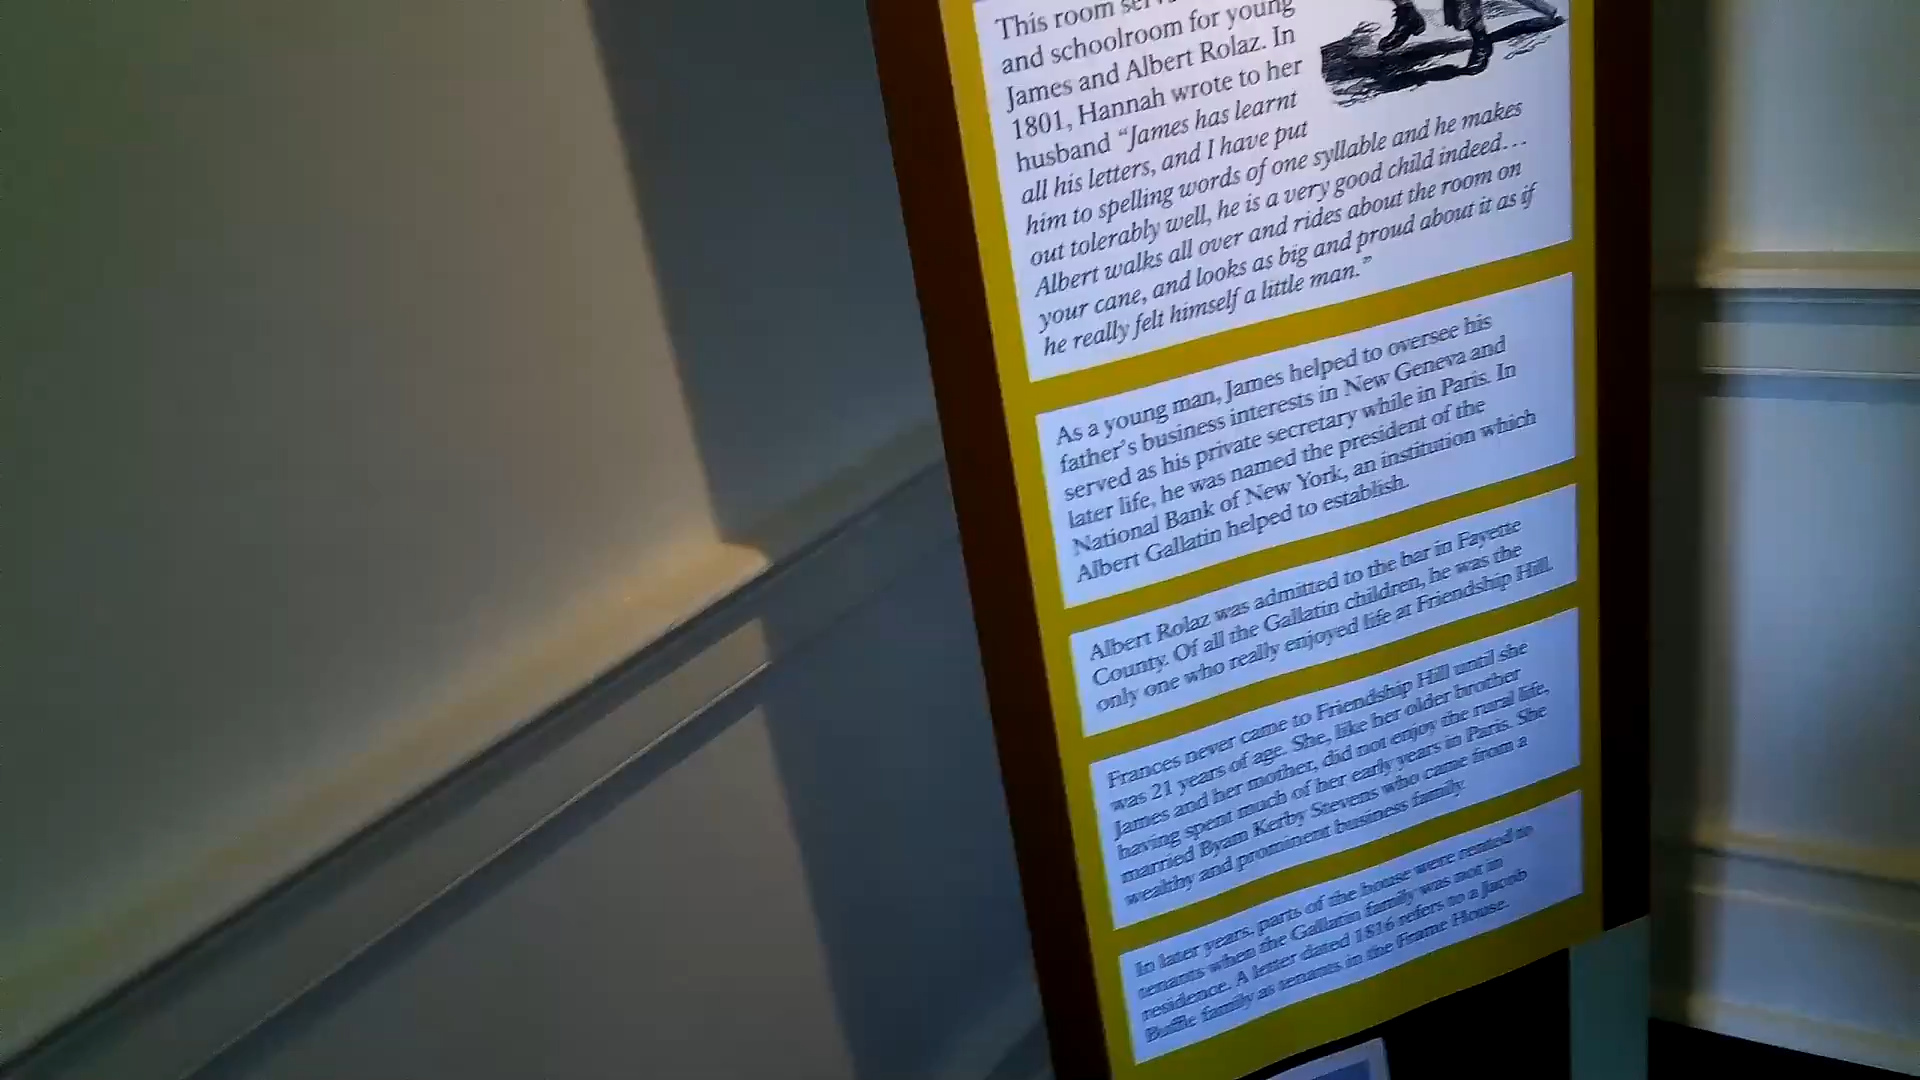 This room
and schoolroom for young
James and Albert Rolaz. In
1801, Hannah wrote to her
husband “James has learnt
all his letters, and I have put
him to spelling words of one syllable and he makes
out tolerably well, he is a very good child indeed…
Albert walks all over and rides about the room on
your cane, and looks as big and proud about it as if
he really felt himself a little man.”
As a young man, James helped to oversee his
father’s business interests in New Geneva and
served as his private secretary while in Paris. In
later life, he was named the president of the
National Bank of New York, an institution which
Albert Gallatin helped to establish.
Albert Rolaz was admitted to the bar in Fayette
County. Of all the Gallatin children, he was the
only one who really enjoyed life at Friendship Hill.
Frances never came to Friendship Hill until she
was 21 years of age. She, like her older brother
James and her mother, did not enjoy the rural life,
having spent much of her early years in Paris. She
married Byam Kerby Stevens who came from a
wealthy and prominent business family.
In later years, parts of the house were rented to
tenants when the Gallatin family was not in
residence. A letter dated 1816 refers to a Jacob
family as tenants in the Frame House.